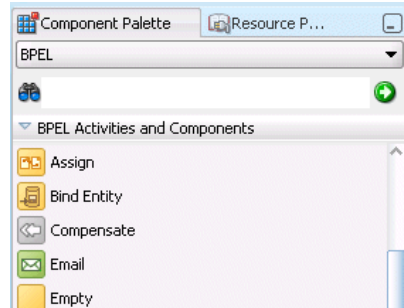 Component Palette
Resource P...
BPEL
BPEL Activities and Components
Assign
Bind Entity
Compensate
Email
Empty